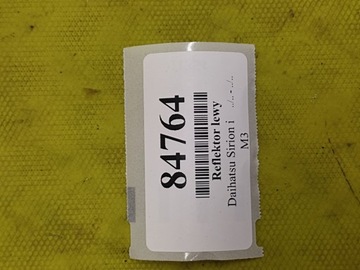 84764
Reflektor lewy
Daihatsu Sirion i ../.. - ../..
M3